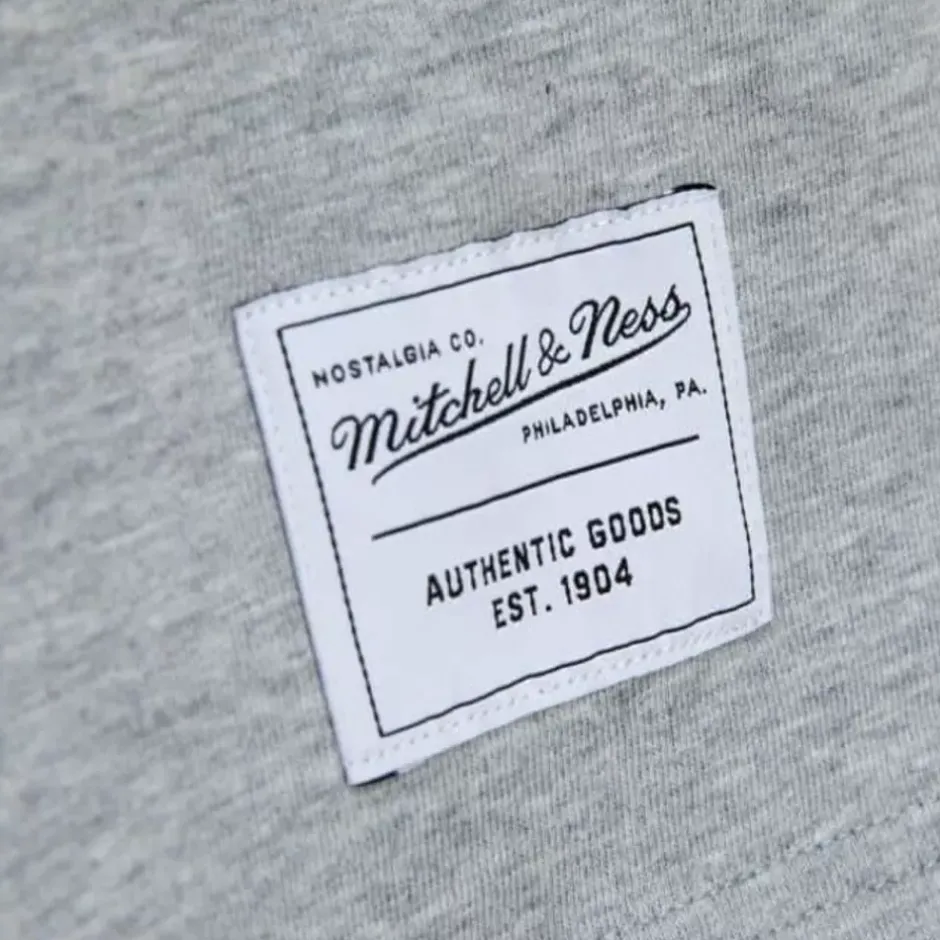 NOSTALGIA CO.
Mitchell & Ness
PHILADELPHIA, PA.
AUTHENTIC GOODS
EST. 1904